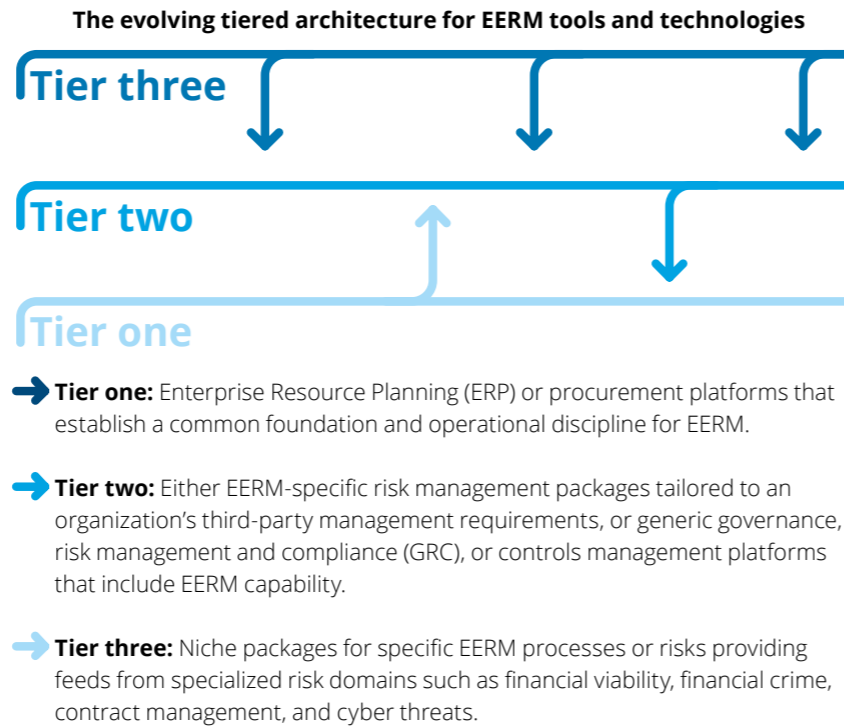 The evolving tiered architecture for EERM tools and technologies
Tier three
Tier two
Tier one
Tier one: Enterprise Resource Planning (ERP) or procurement platforms that
establish a common foundation and operational discipline for EERM.
Tier two: Either EERM-specific risk management packages tailored to an
organization’s third-party management requirements, or generic governance,
risk management and compliance (GRC), or controls management platforms
that include EERM capability.
Tier three: Niche packages for specific EERM processes or risks providing
feeds from specialized risk domains such as financial viability, financial crime,
contract management, and cyber threats.